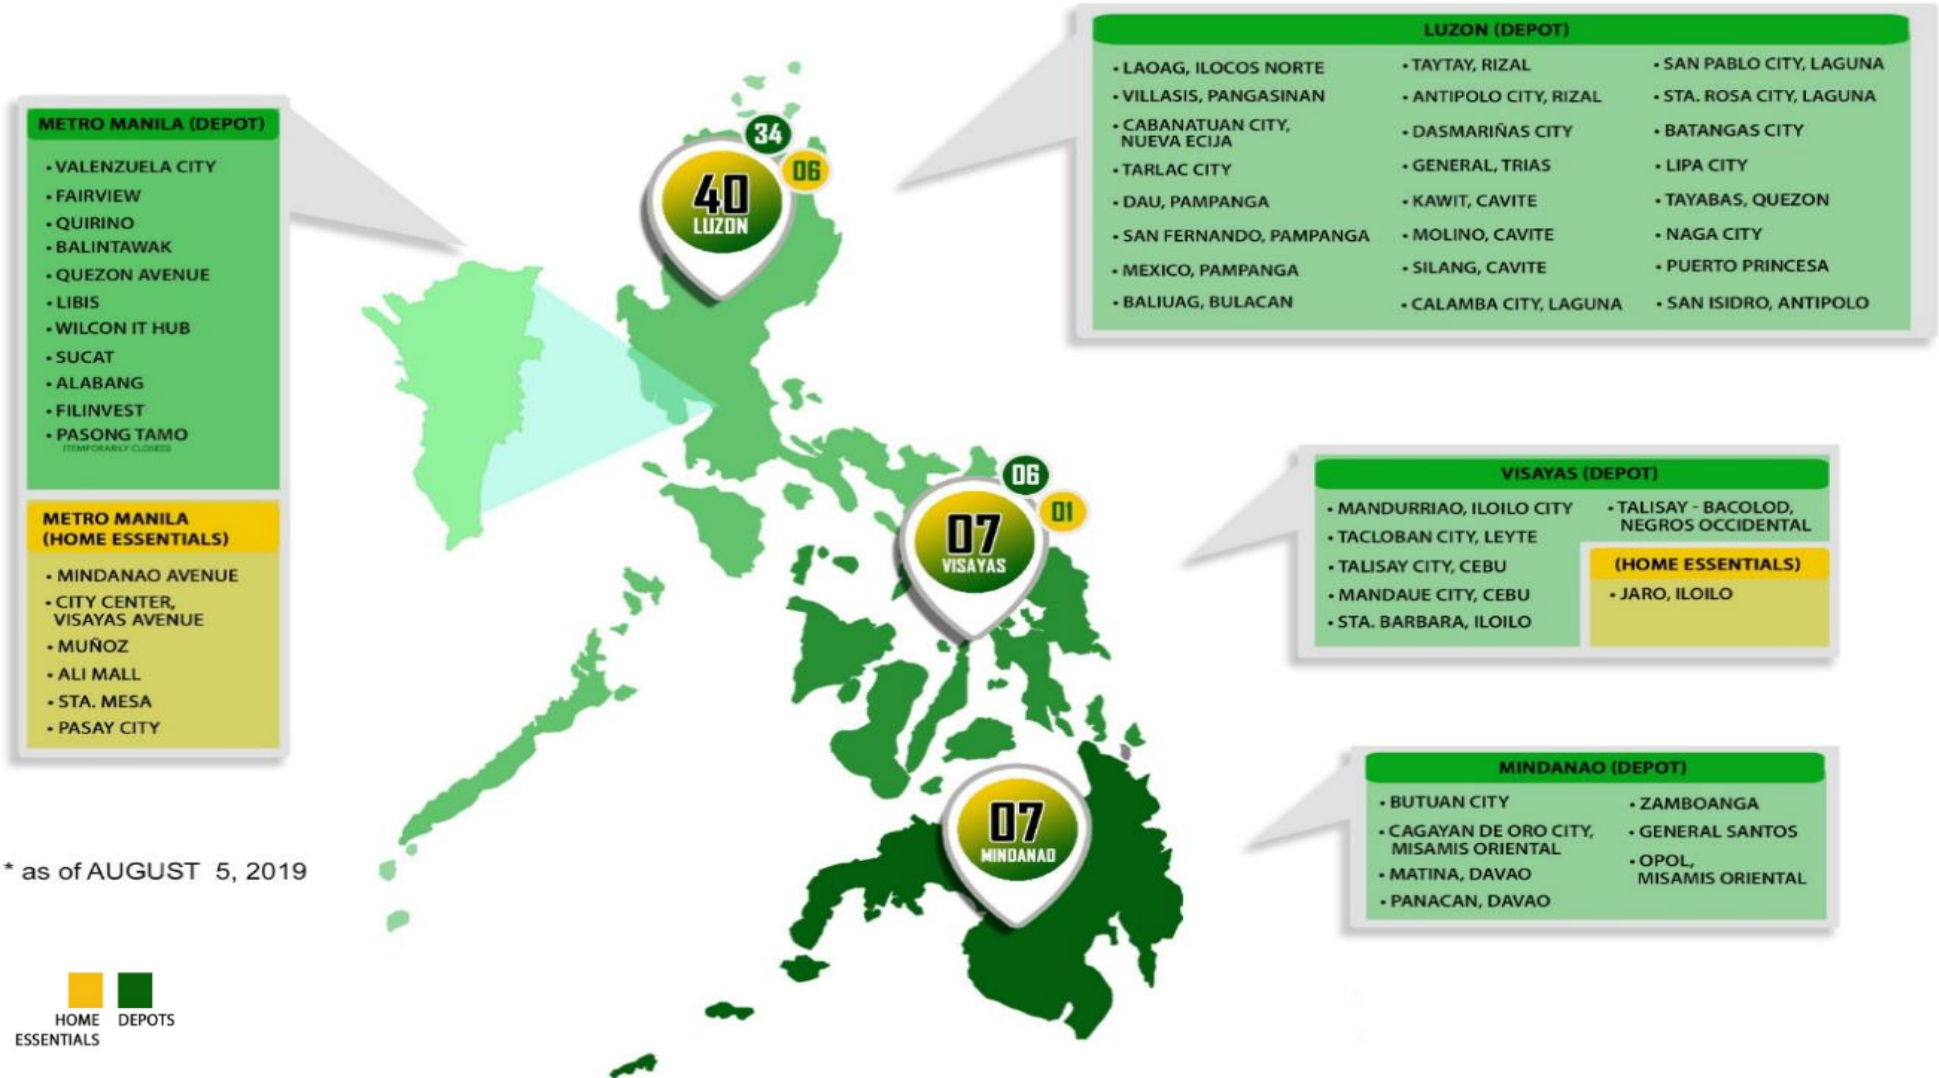 METRO MANILA (DEPOT)
• VALENZUELA CITY
• FAIRVIEW
• QUIRINO
• BALINTAWAK
• QUEZON AVENUE
• LIBIS
• WILCON IT HUB
• SUCAT
• ALABANG
• FILINVEST
• PASONG TAMO
(TEMPORARILY CLOSED)
METRO MANILA
(HOME ESSENTIALS)
• MINDANAO AVENUE
• CITY CENTER,
VISAYAS AVENUE
• MUÑOZ
• ALI MALL
• STA. MESA
• PASAY CITY
* as of AUGUST 5, 2019
HOME
ESSENTIALS
DEPOTS
34
06
40
LUZON
06
01
07
VISAYAS
07
MINDANAO
LUZON (DEPOT)
• LAOAG, ILOCOS NORTE
• VILLASIS, PANGASINAN
• CABANATUAN CITY,
NUEVA ECIJA
• TARLAC CITY
• DAU, PAMPANGA
• SAN FERNANDO, PAMPANGA
• MEXICO, PAMPANGA
• BALIUAG, BULACAN
• TAYTAY, RIZAL
• ANTIPOLO CITY, RIZAL
• DASMARIÑAS CITY
• GENERAL, TRIAS
• KAWIT, CAVITE
• MOLINO, CAVITE
• SILANG, CAVITE
• CALAMBA CITY, LAGUNA
• SAN PABLO CITY, LAGUNA
• STA. ROSA CITY, LAGUNA
• BATANGAS CITY
• LIPA CITY
• TAYABAS, QUEZON
• NAGA CITY
• PUERTO PRINCESA
• SAN ISIDRO, ANTIPOLO
VISAYAS (DEPOT)
• MANDURRIAO, ILOILO CITY
• TACLOBAN CITY, LEYTE
• TALISAY CITY, CEBU
• MANDAUE CITY, CEBU
• STA. BARBARA, ILOILO
• TALISAY - BACOLOD,
NEGROS OCCIDENTAL
(HOME ESSENTIALS)
• JARO, ILOILO
MINDANAO (DEPOT)
• BUTUAN CITY
• CAGAYAN DE ORO CITY,
MISAMIS ORIENTAL
• MATINA, DAVAO
• PANACAN, DAVAO
• ZAMBOANGA
• GENERAL SANTOS
• OPOL,
MISAMIS ORIENTAL